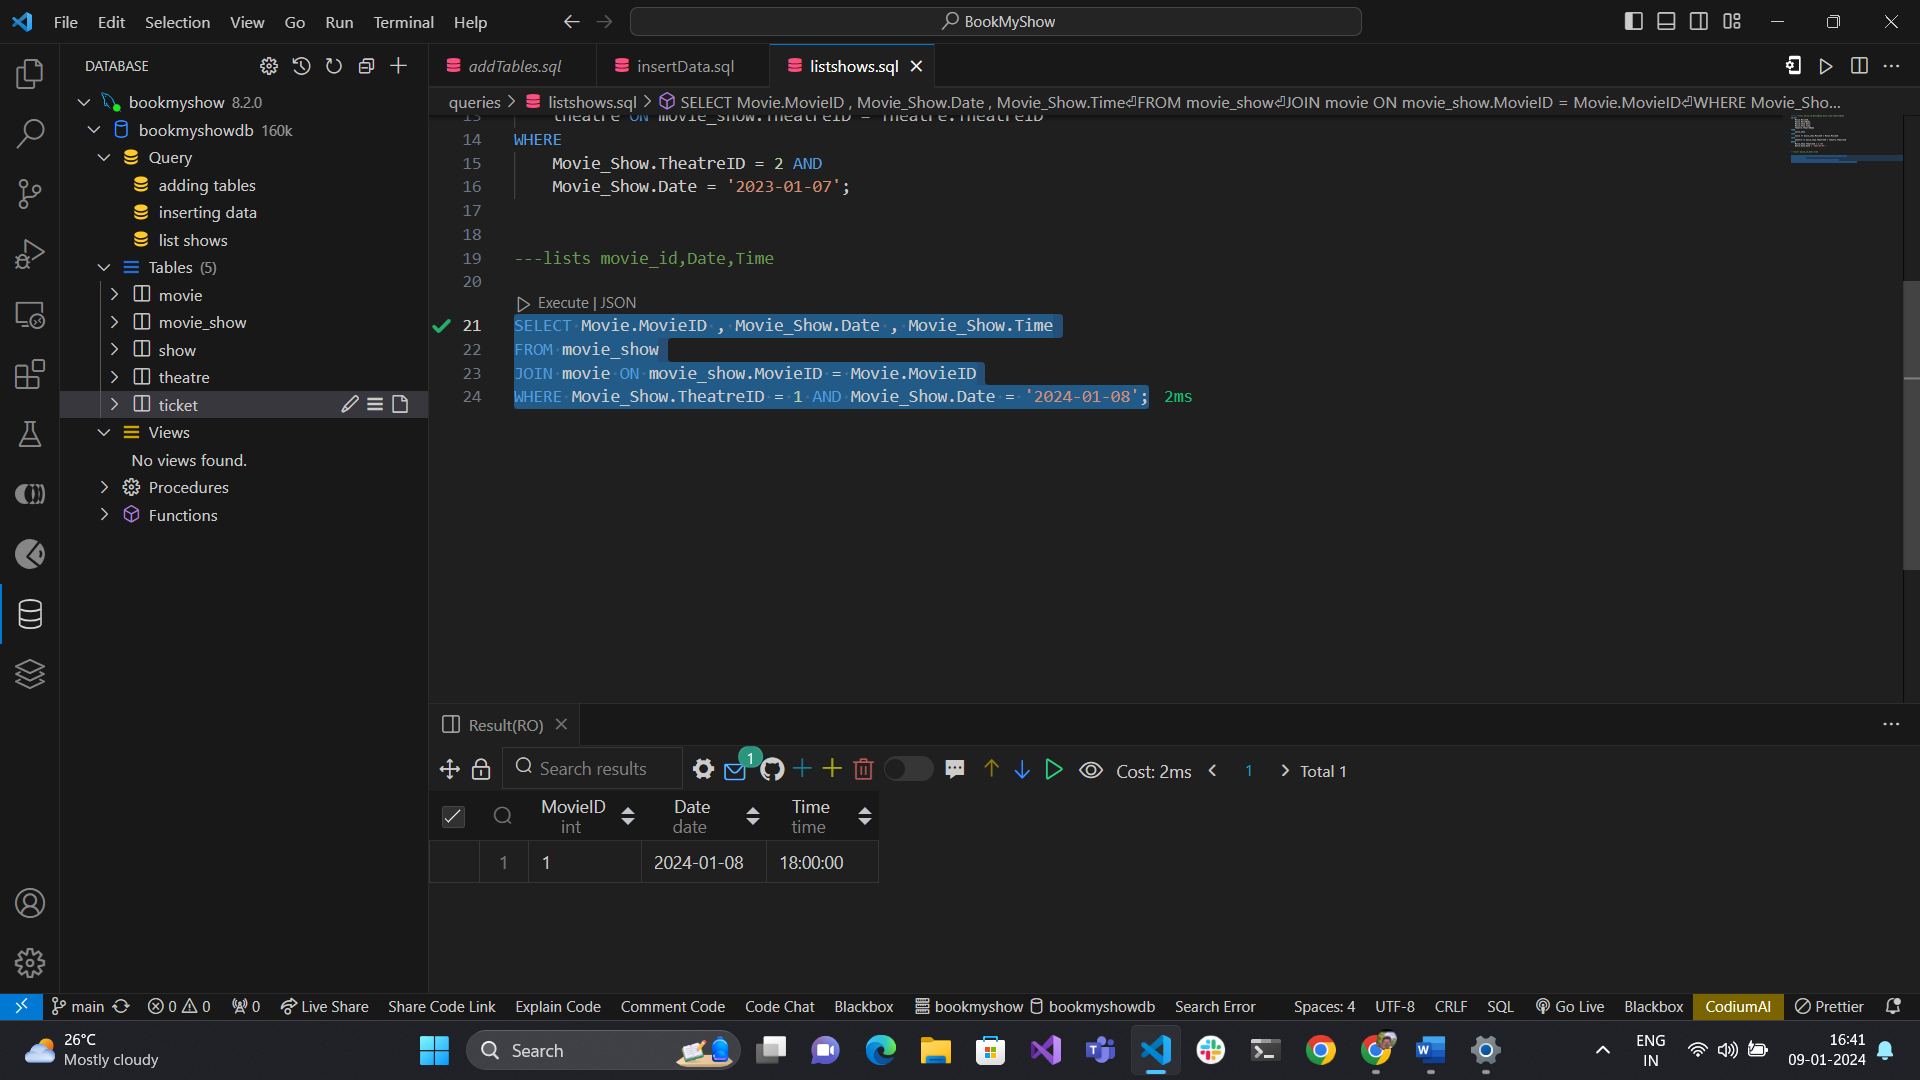 File Edit Selection View Go Run Terminal Help
BookMyShow
DATABASE
bookmyshow 8.2.0
bookmyshowdb 160k
Query
adding tables
inserting data
list shows
Tables (5)
movie
movie_show
show
theatre
ticket
Views
No views found.
Procedures
Functions
addTables.sql insertData.sql listshows.sql
queries > listshows.sql > SELECT Movie.MovieID , Movie_Show.Date , Movie_Show.Time⏎FROM movie_show⏎JOIN movie ON movie_show.MovieID = Movie.MovieID⏎WHERE Movie_Sho...
13 theatre ON movie_show.TheatreID = Theatre.TheatreID
14 WHERE
15 Movie_Show.TheatreID = 2 AND
16 Movie_Show.Date = '2023-01-07';
17
18
19 ---lists movie_id,Date,Time
20
Execute | JSON
21 SELECT Movie.MovieID , Movie_Show.Date , Movie_Show.Time
22 FROM movie_show
23 JOIN movie ON movie_show.MovieID = Movie.MovieID
24 WHERE Movie_Show.TheatreID = 1 AND Movie_Show.Date = '2024-01-08'; 2ms
Result(RO)
Search results 1 Cost: 2ms 1 Total 1
MovieID Date Time
int date time
1 1 2024-01-08 18:00:00
main 0 0 0 Live Share Share Code Link Explain Code Comment Code Code Chat Blackbox bookmyshow bookmyshowdb Search Error Spaces: 4 UTF-8 CRLF SQL Go Live Blackbox CodiumAI Prettier
26°C
Mostly cloudy
Search
ENG
IN
16:41
09-01-2024